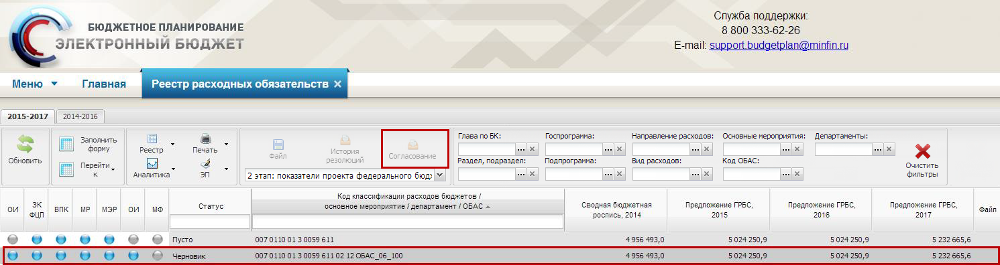 БЮДЖЕТНОЕ ПЛАНИРОВАНИЕ
ЭЛЕКТРОННЫЙ БЮДЖЕТ
Служба поддержки:
8 800 333-62-26
E-mail: support.budgetplan@minfin.ru
Меню Главная Реестр расходных обязательств
2015-2017 2014-2016
Обновить
Заполнить
форму
Перейти
к
Реестр
Аналитика
Печать
ЭП
Файл
История
резолюций
Согласование
2 этап: показатели проекта федерального бюд
Глава по БК: Госпрограмма: Направление расходов: Основные мероприятия: Департаменты:
Раздел, подраздел: Подпрограмма: Вид расходов: Код ОБАС:
Очистить
фильтры
ОИ
ЗК
ФЦП
ВПК
МР
МЭР
ОИ
МФ
Статус
Код классификации расходов бюджетов /
основное мероприятие / департамент / ОБАС
Сводная бюджетная
роспись, 2014
Предложение ГРБС,
2015
Предложение ГРБС,
2016
Предложение ГРБС,
2017
Файл
Пусто 007 0110 01 3 0059 611 4 956 493,0 5 024 250,9 5 024 250,9 5 232 665,6
Черновик 007 0110 01 3 0059 611 02 12 ОБАС_06_100 4 956 493,0 5 024 250,9 5 024 250,9 5 232 665,6